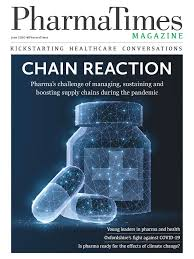 PharmaTimes
MAGAZINE
KICKSTARTING HEALTHCARE CONVERSATIONS
CHAIN REACTION
Pharma's challenge of managing, sustaining and
boosting supply chains during the pandemic
Young leaders in pharma and health
Oxfordshire's fight against COVID-19
Is pharma ready for the effects of climate change?